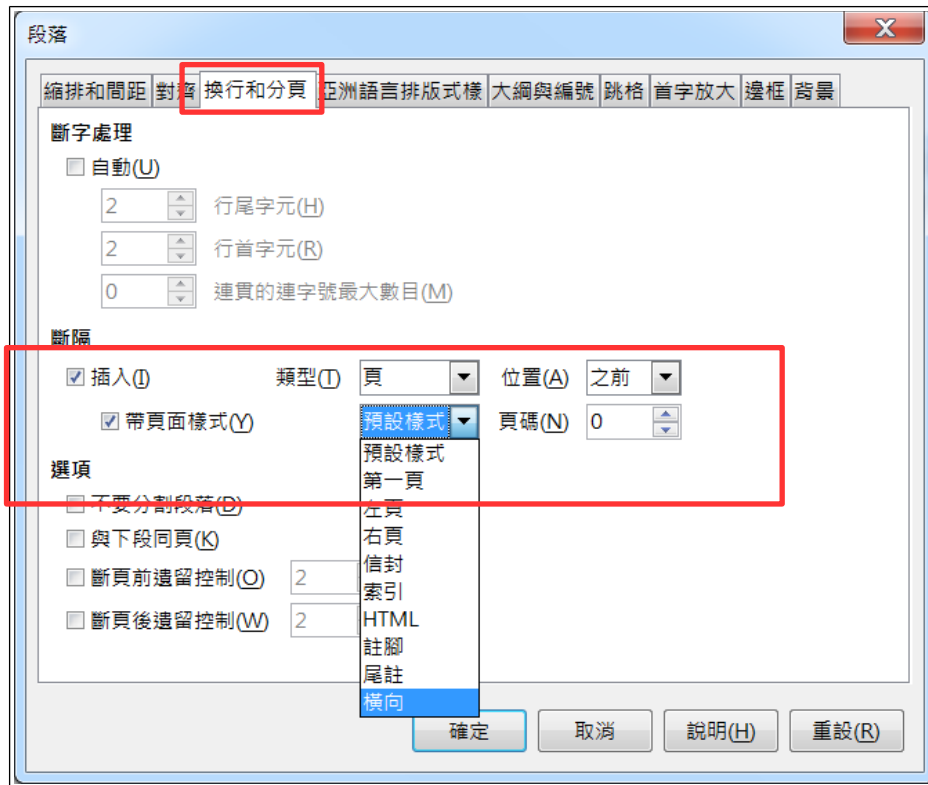 段落
縮排和間距 對齊 換行和分頁 亞洲語言排版式樣 大綱與編號 跳格 首字放大 邊框 背景
斷字處理
自動(U)
2 行尾字元(H)
2 行首字元(R)
0 連貫的連字號最大數目(M)
斷隔
插入(I) 類型(T) 頁 位置(A) 之前
帶頁面樣式(Y) 預設樣式 頁碼(N) 0
預設樣式
選項
第一頁
不要分割段落(D)
左頁
右頁
與下段同頁(K)
信封
斷頁前遺留控制(O) 2
索引
斷頁後遺留控制(W) 2
HTML
註腳
尾註
橫向
確定 取消 說明(H) 重設(R)